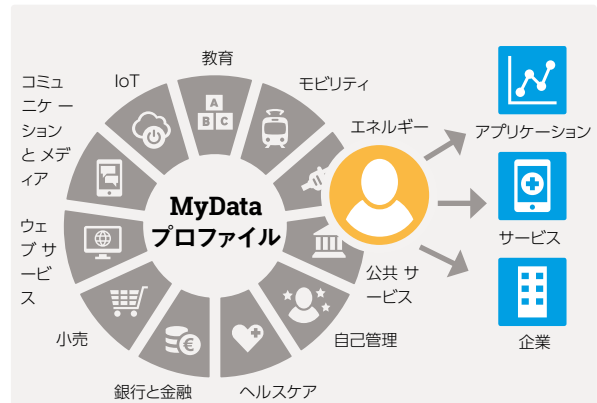 教育
IoT
モビリティ
コミュ
ニケ ー
ション
と メデ
ィア
エネルギー
アプリケーション
A
B C
MyData
プロファイル
ウェ
ブ サ
ービ
ス
サービス
公共 サ
ービス
小売
自己管理
企業
銀行と金融
ヘルスケア